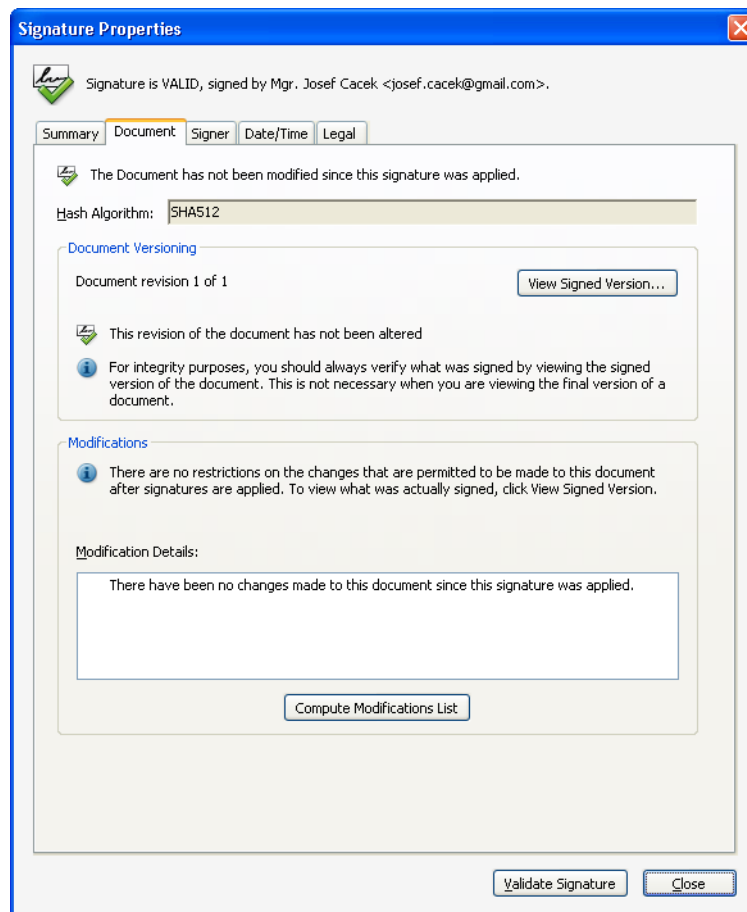 Signature Properties
Signature is VALID, signed by Mgr. Josef Cacek <josef.cacek@gmail.com>.
Summary Document Signer Date/Time Legal
The Document has not been modified since this signature was applied.
Hash Algorithm: SHA512
Document Versioning
Document revision 1 of 1 View Signed Version...
This revision of the document has not been altered
For integrity purposes, you should always verify what was signed by viewing the signed
version of the document. This is not necessary when you are viewing the final version of a
document.
Modifications
There are no restrictions on the changes that are permitted to be made to this document
after signatures are applied. To view what was actually signed, click View Signed Version.
Modification Details:
There have been no changes made to this document since this signature was applied.
Compute Modifications List
Validate Signature Close